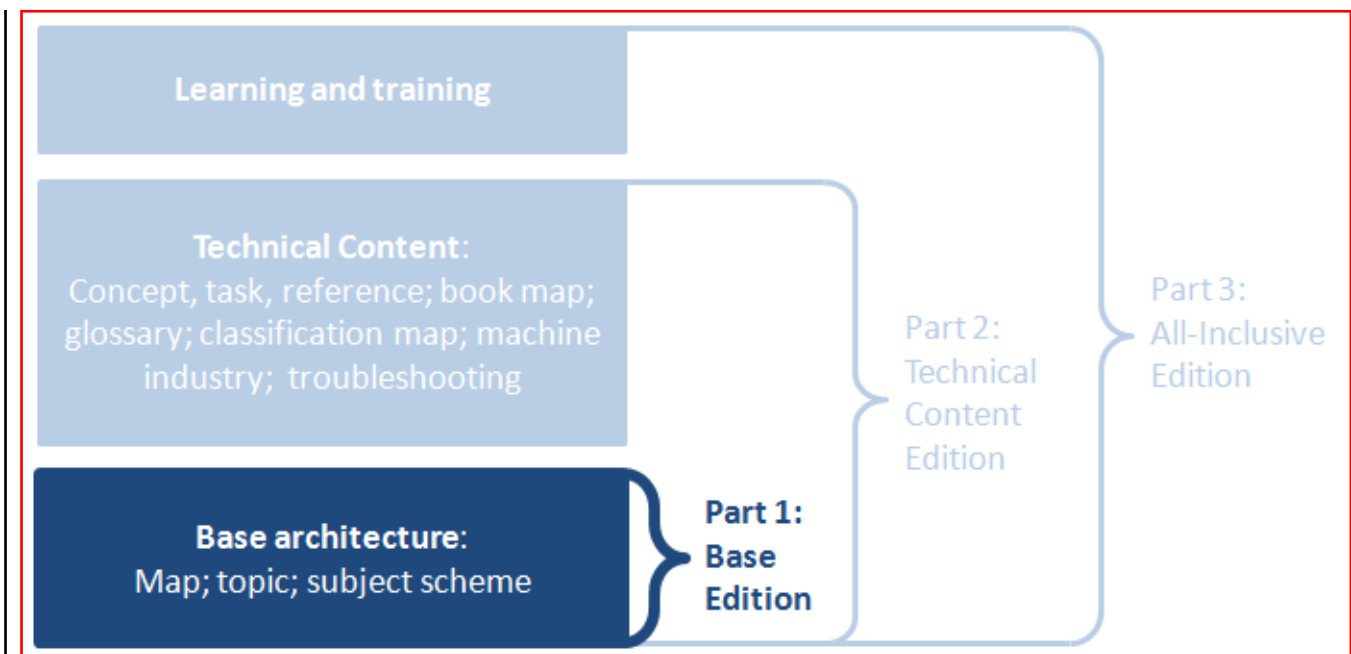 Learning and training
Technical Content:
Concept, task, reference; book map;
glossary; classification map; machine
industry; troubleshooting
Base architecture:
Map; topic; subject scheme
Part 1:
Base
Edition
Part 2:
Technical
Content
Edition
Part 3:
All-Inclusive
Edition